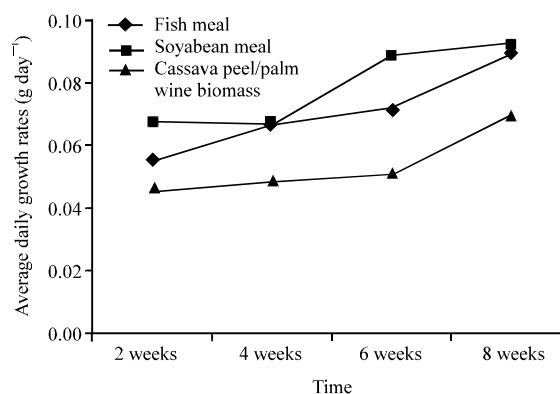 Average daily growth rates (g day⁻¹)
0.10
0.08
0.06
0.04
0.02
0.00
Fish meal
Soyabean meal
Cassava peel/palm
wine biomass
2 weeks 4 weeks 6 weeks 8 weeks
Time